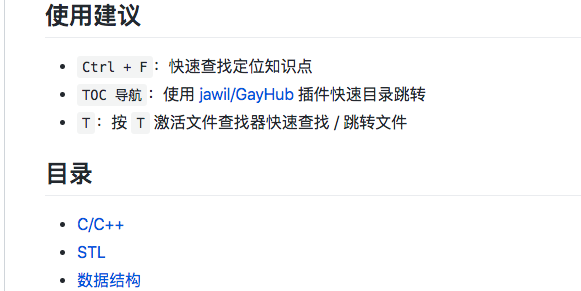 使用建议
Ctrl + F：快速查找定位知识点
TOC 导航：使用 jawil/GayHub 插件快速目录跳转
T：按 T 激活文件查找器快速查找 / 跳转文件
目录
C/C++
STL
数据结构